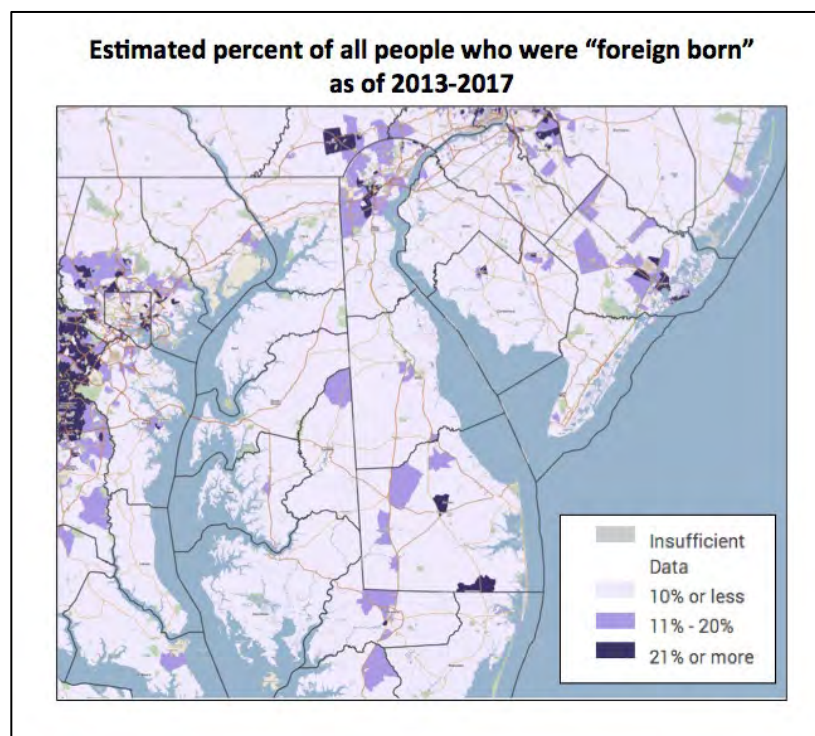 Estimated percent of all people who were “foreign born”
as of 2013-2017
Insufficient
Data
10% or less
11% - 20%
21% or more